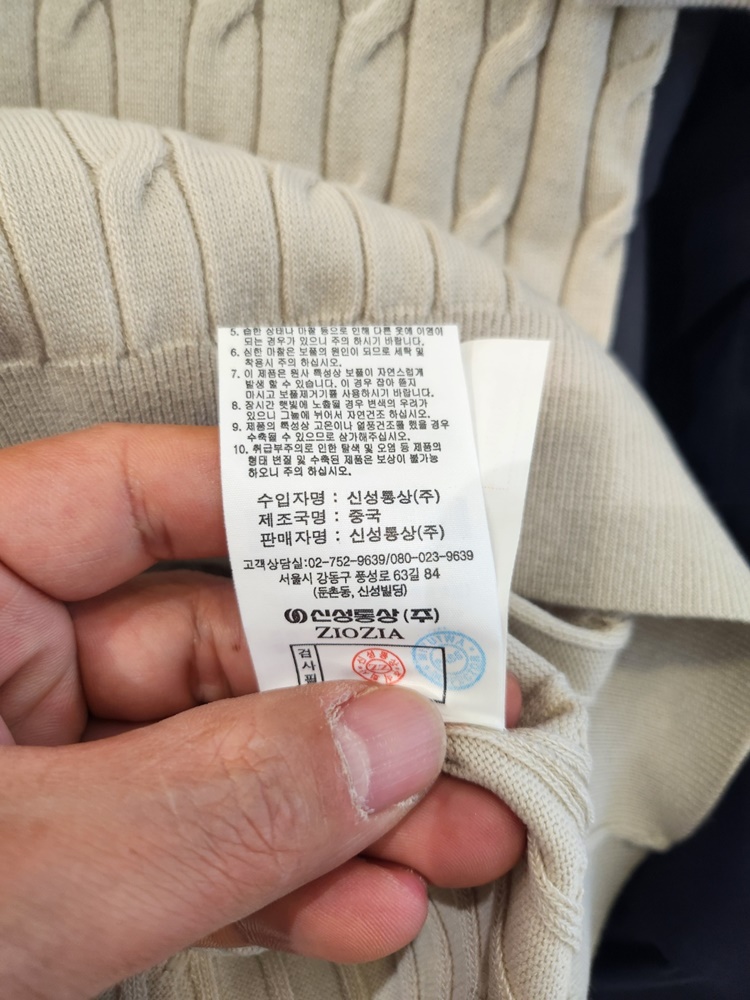 5. 습한 상태나 마찰 등으로 인해 다른 옷에 이염이
되는 경우가 있으니 주의 하시기 바랍니다.
6. 심한 마찰은 보풀의 원인이 되므로 세탁 및
착용시 주의 하십시오.
7. 이 제품은 원사 특성상 보풀이 자연스럽게
발생 할 수 있습니다. 이 경우 잡아 뜯지
마시고 보풀제거기를 사용하시기 바랍니다.
8. 장시간 햇빛에 노출될 경우 변색의 우려가
있으니 그늘에 뉘어서 자연건조 하십시오.
9. 제품의 특성상 고온이나 열풍건조를 했을 경우
수축될 수 있으므로 삼가해주십시오.
10. 취급부주의로 인한 탈색 및 오염 등 제품의
형태 변질 및 수축된 제품은 보상이 불가능
하오니 주의 하십시오.
수입자명 : 신성통상(주)
제조국명 : 중국
판매자명 : 신성통상(주)
고객상담실:02-752-9639/080-023-9639
서울시 강동구 풍성로 63길 84
(둔촌동, 신성빌딩)
신성통상(주)
ZIOZIA
검사필
신성통상